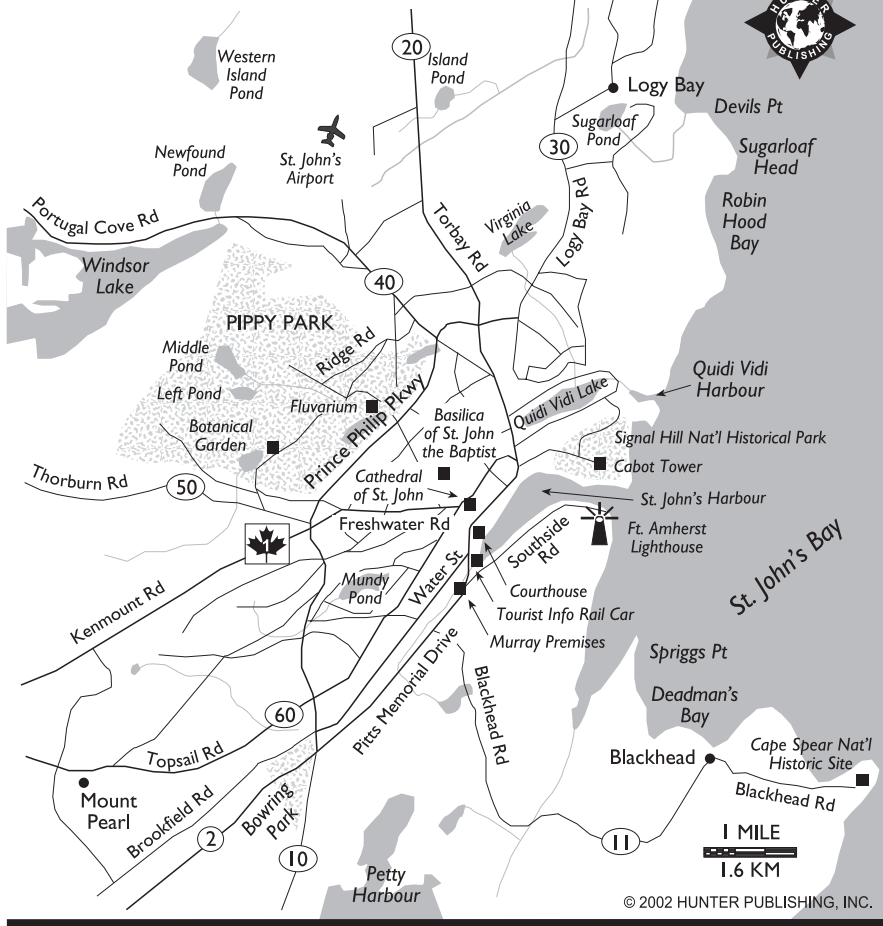 HUNTER
PUBLISHING
20
Western
Island
Pond
Island
Pond
Logy Bay
Devils Pt
Sugarloaf
Pond
30
Sugarloaf
Head
Newfound
Pond
St. John's
Airport
Robin
Hood
Bay
Portugal Cove Rd
Virginia
Lake
Torbay Rd
Logy Bay Rd
Windsor
Lake
40
PIPPY PARK
Ridge Rd
Middle
Pond
Left Pond
Fluvarium
Prince Philip Pkwy
Quidi Vidi
Harbour
Quidi Vidi Lake
Botanical
Garden
Basilica
of St. John
the Baptist
Signal Hill Nat'l Historical Park
Cabot Tower
Thorburn Rd
50
Cathedral
of St. John
St. John's Harbour
Freshwater Rd
1
Ft. Amherst
Lighthouse
Southside
Rd
Water St
Mundy
Pond
Courthouse
Tourist Info Rail Car
Murray Premises
St. John's Bay
Kenmount Rd
Pitts Memorial Drive
Blackhead Rd
Spriggs Pt
Deadman's
Bay
60
Topsail Rd
Blackhead
Cape Spear Nat'l
Historic Site
Blackhead Rd
Mount
Pearl
Brookfield Rd
Bowring
Park
2
10
11
1 MILE
1.6 KM
Petty
Harbour
© 2002 HUNTER PUBLISHING, INC.